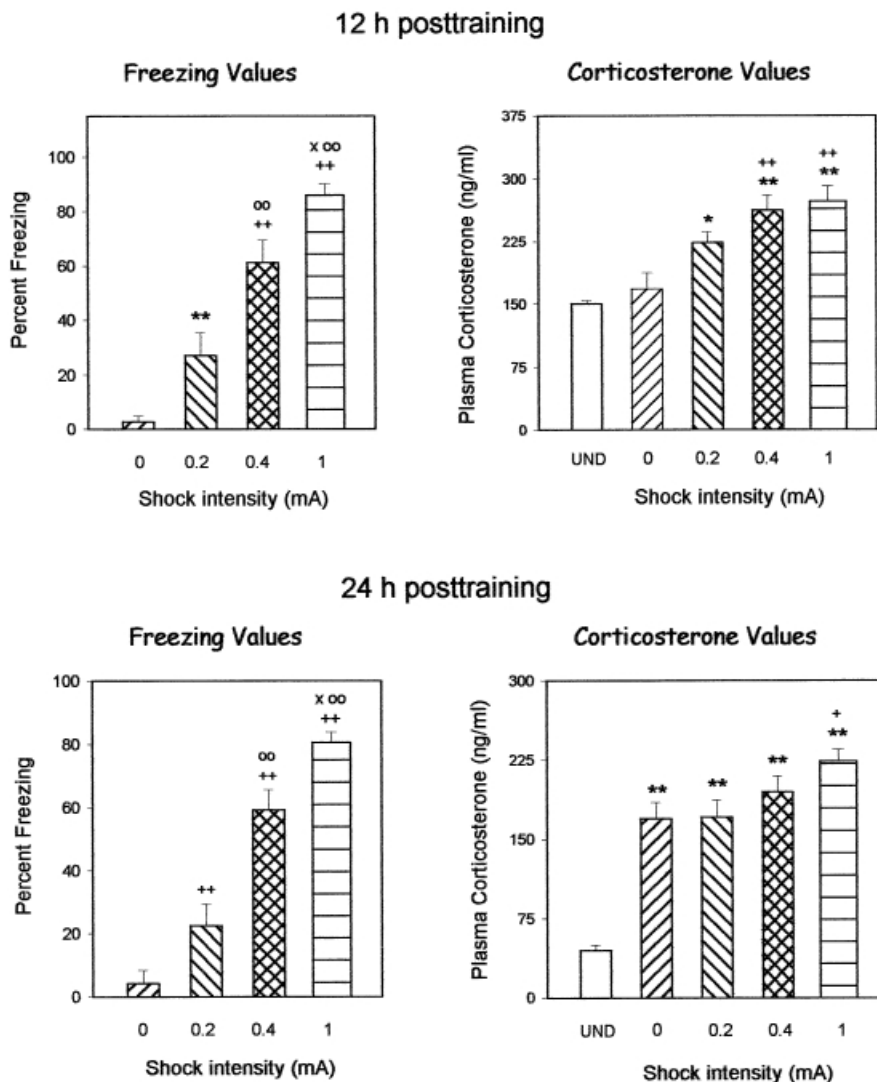 12 h posttraining
Freezing Values
Percent Freezing
100
80
60
40
20
0
**
oo
++
x oo
++
0 0.2 0.4 1
Shock intensity (mA)
Corticosterone Values
Plasma Corticosterone (ng/ml)
375
300
225
150
75
0
*
++
**
++
**
UND 0 0.2 0.4 1
Shock intensity (mA)
24 h posttraining
Freezing Values
Percent Freezing
100
80
60
40
20
0
++
oo
++
x oo
++
0 0.2 0.4 1
Shock intensity (mA)
Corticosterone Values
Plasma Corticosterone (ng/ml)
300
225
150
75
0
**
**
**
+
**
UND 0 0.2 0.4 1
Shock intensity (mA)